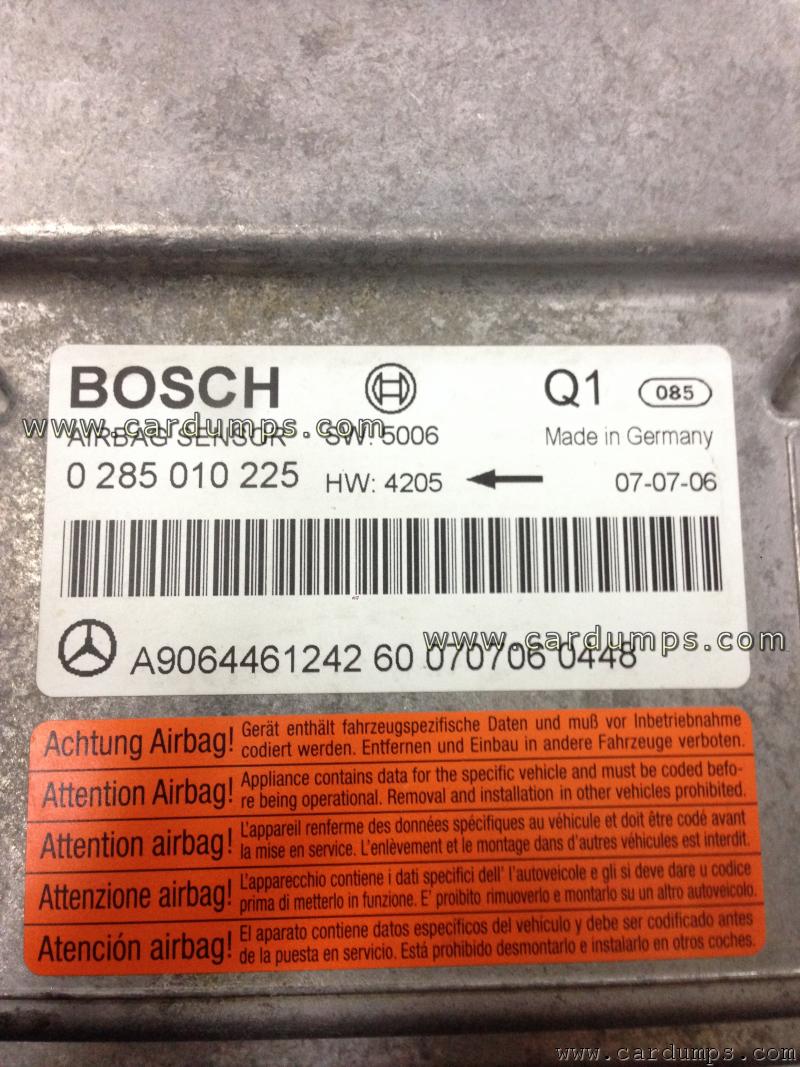 BOSCH Q1 085
www.cardumps.com
AIRBAG SENSOR SW: 5006 Made in Germany
0 285 010 225 HW: 4205 07-07-06
www.cardumps.com
A9064461242 60 0707060 0448
Achtung Airbag! Gerät enthält fahrzeugspezifische Daten und muß vor Inbetriebnahme
codiert werden. Entfernen und Einbau in andere Fahrzeuge verboten.
Attention Airbag! Appliance contains data for the specific vehicle and must be coded befo-
re being operational. Removal and installation in other vehicles prohibited.
Attention airbag! L'appareil renferme des données spécifiques au véhicule et doit être codé avant
la mise en service. L'enlèvement et le montage dans d'autres véhicules est interdit.
Attenzione airbag! L'apparecchio contiene i dati specifici dell' l'autoveicole e gli si deve dare u codice
prima di metterlo in funzione. E' proibito rimuoverlo e montarlo su un altro autoveicolo.
Atención airbag! El aparato contiene datos especificos del vehículo y debe ser codificado antes
de la puesta en servicio. Está prohibido desmontarlo e instalarlo en otros coches.
www.cardumps.com